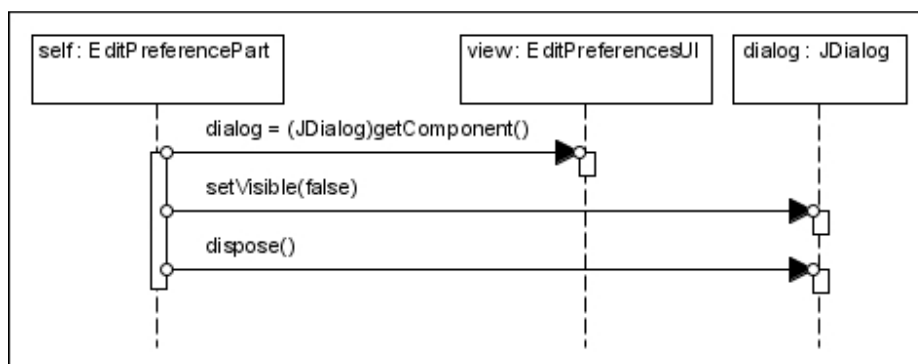 self : EditPreferencePart
view : EditPreferencesUI
dialog : JDialog
dialog = (JDialog)getComponent()
setVisible(false)
dispose()